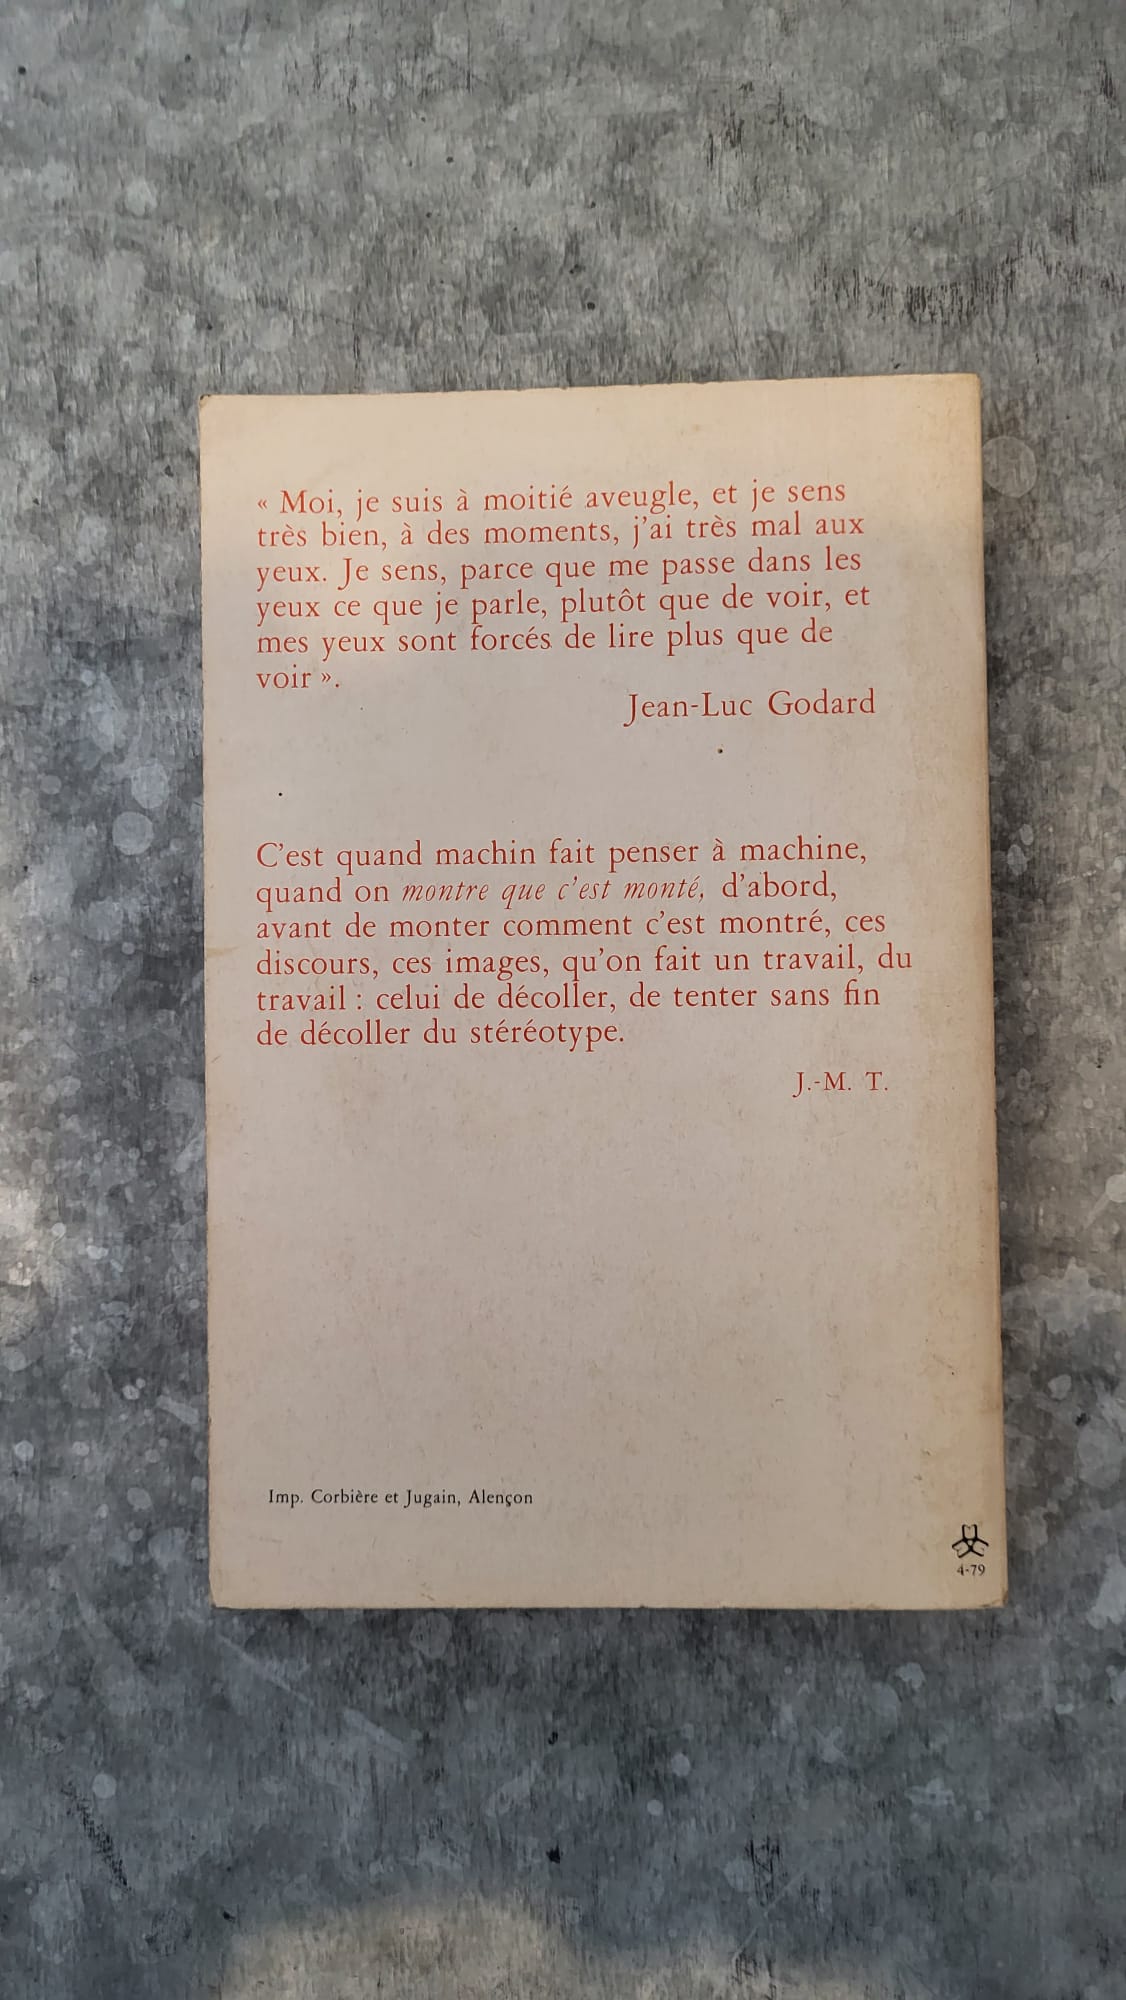 « Moi, je suis à moitié aveugle, et je sens
très bien, à des moments, j'ai très mal aux
yeux. Je sens, parce que me passe dans les
yeux ce que je parle, plutôt que de voir, et
mes yeux sont forcés de lire plus que de
voir ».
Jean-Luc Godard
C'est quand machin fait penser à machine,
quand on montre que c'est monté, d'abord,
avant de monter comment c'est montré, ces
discours, ces images, qu'on fait un travail, du
travail : celui de décoller, de tenter sans fin
de décoller du stéréotype.
J.-M. T.
Imp. Corbière et Jugain, Alençon
4-79